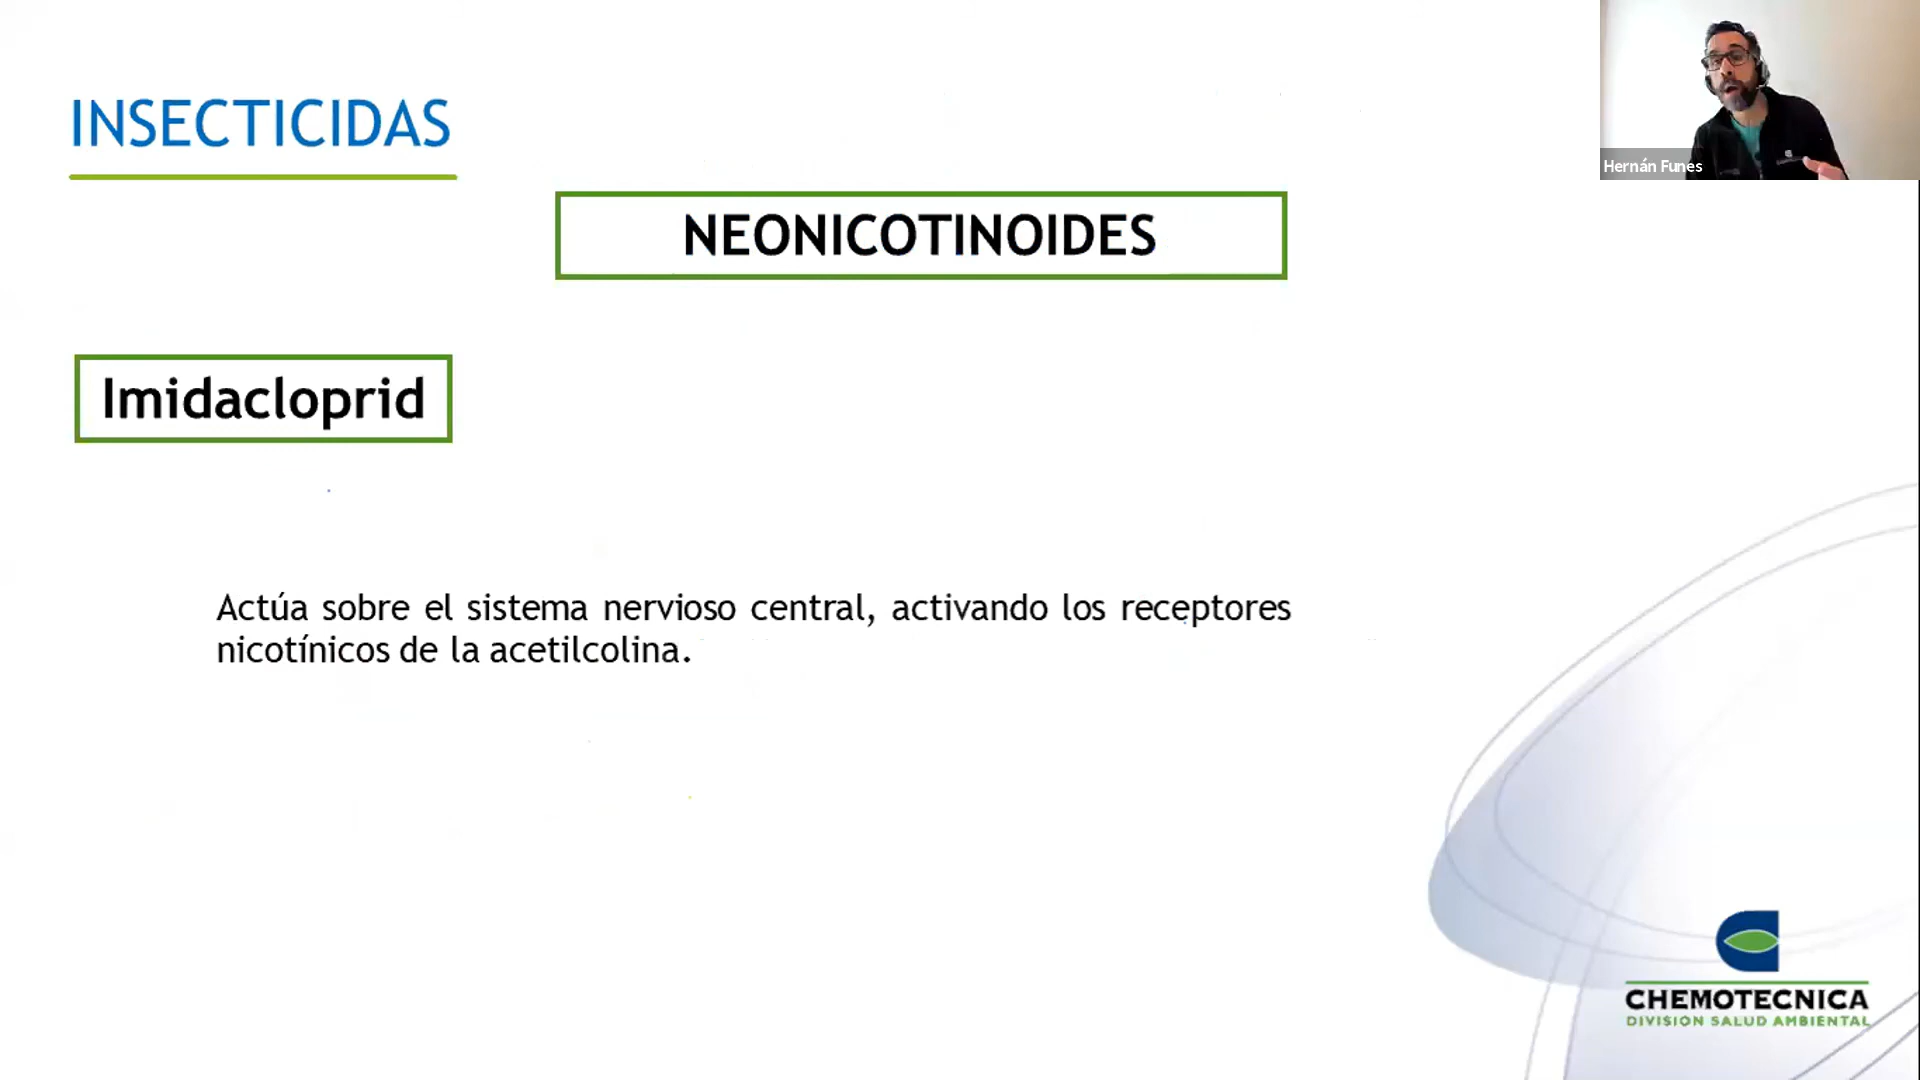 INSECTICIDAS
Hernán Funes
NEONICOTINOIDES
Imidacloprid
Actúa sobre el sistema nervioso central, activando los receptores
nicotínicos de la acetilcolina.
CHEMOTECNICA
DIVISION SALUD AMBIENTAL